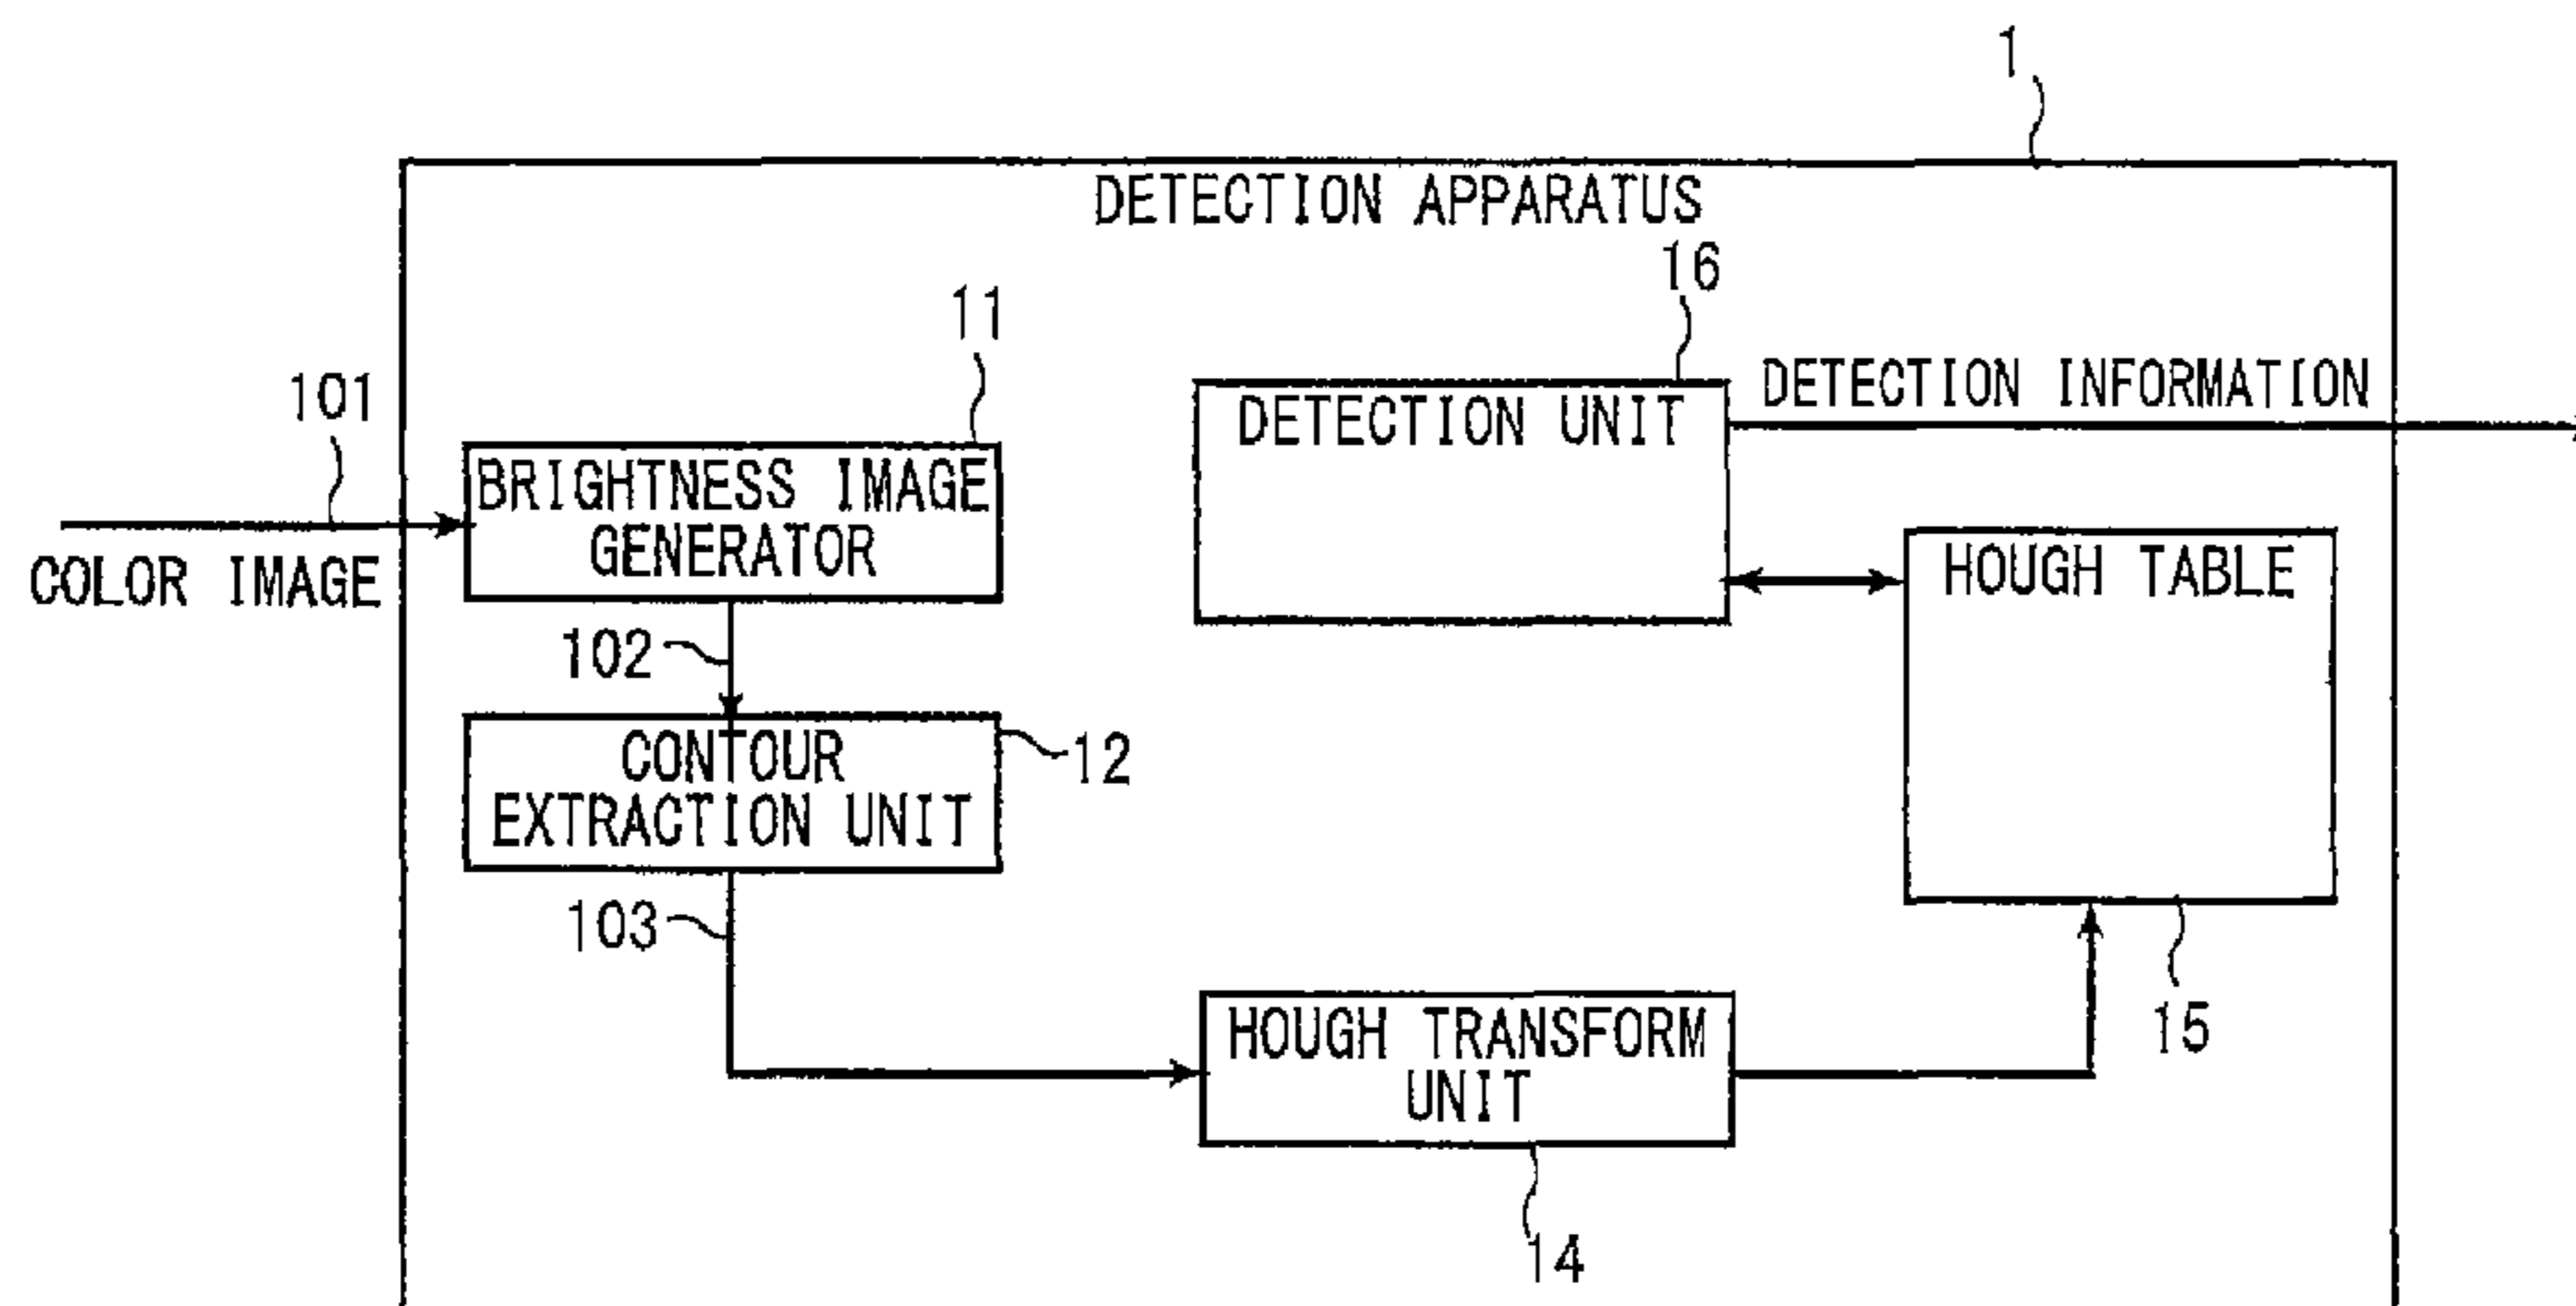 1
DETECTION APPARATUS
16
11
DETECTION INFORMATION
101
DETECTION UNIT
BRIGHTNESS IMAGE
GENERATOR
COLOR IMAGE
HOUGH TABLE
102
CONTOUR
EXTRACTION UNIT
12
103
HOUGH TRANSFORM
UNIT
15
14